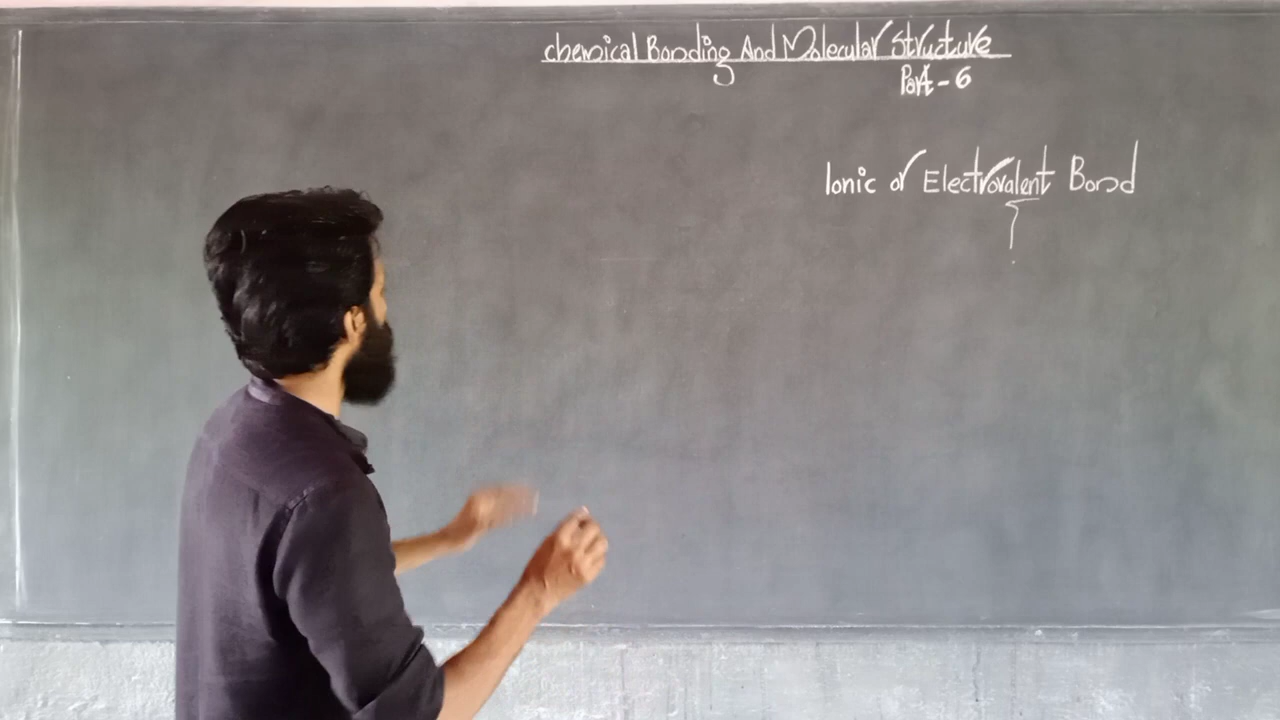 chemical Bonding And Molecular Structure
Part - 6
Ionic or Electrovalent Bond